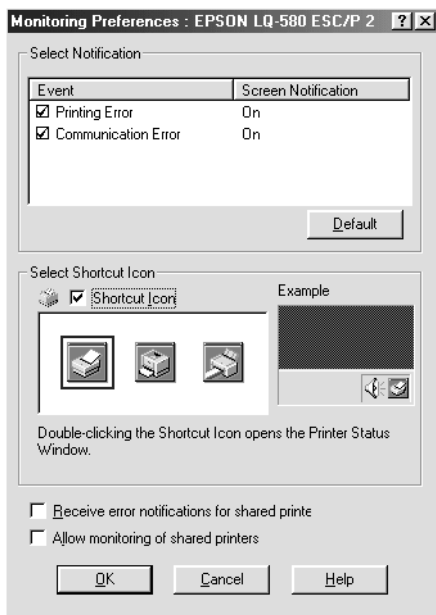 Monitoring Preferences : EPSON LQ-580 ESC/P 2 ? X
Select Notification
Event Screen Notification
Printing Error On
Communication Error On
Default
Select Shortcut Icon
Shortcut Icon
Example
Double-clicking the Shortcut Icon opens the Printer Status
Window.
Receive error notifications for shared printe
Allow monitoring of shared printers
OK Cancel Help